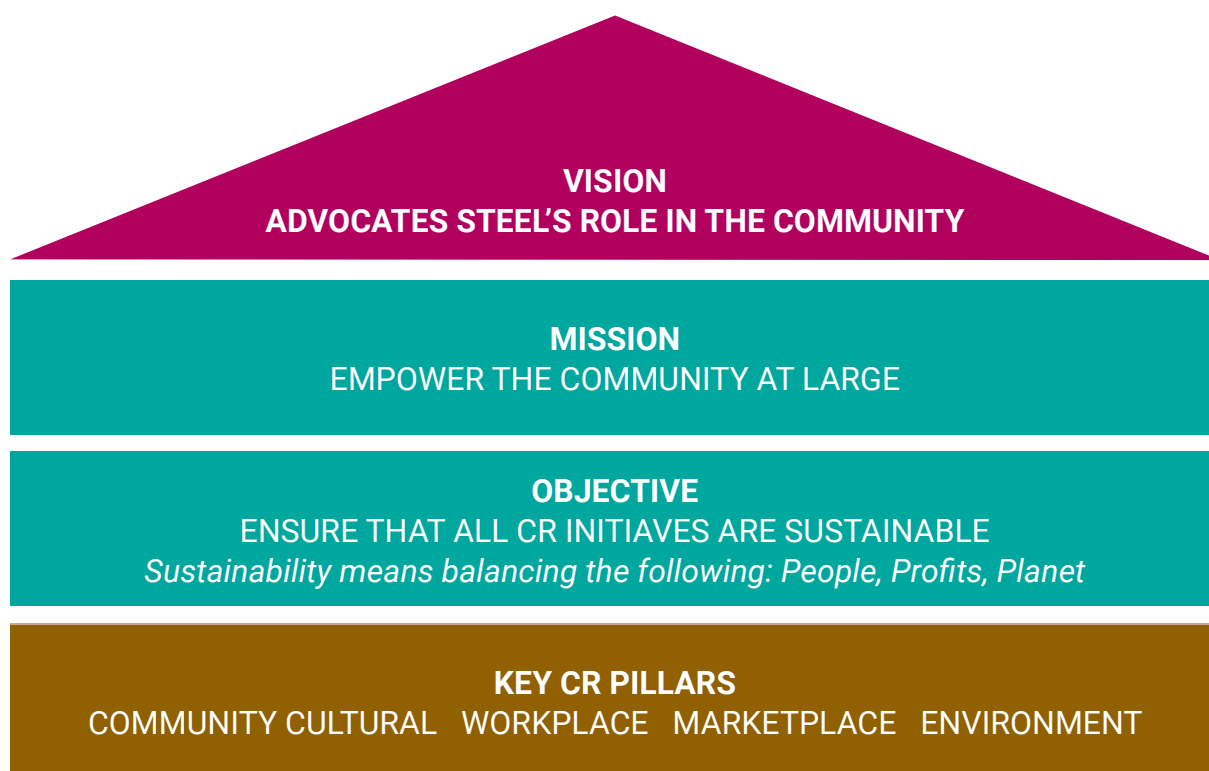 VISION
ADVOCATES STEEL’S ROLE IN THE COMMUNITY
MISSION
EMPOWER THE COMMUNITY AT LARGE
OBJECTIVE
ENSURE THAT ALL CR INITIAVES ARE SUSTAINABLE
Sustainability means balancing the following: People, Profits, Planet
KEY CR PILLARS
COMMUNITY CULTURAL WORKPLACE MARKETPLACE ENVIRONMENT